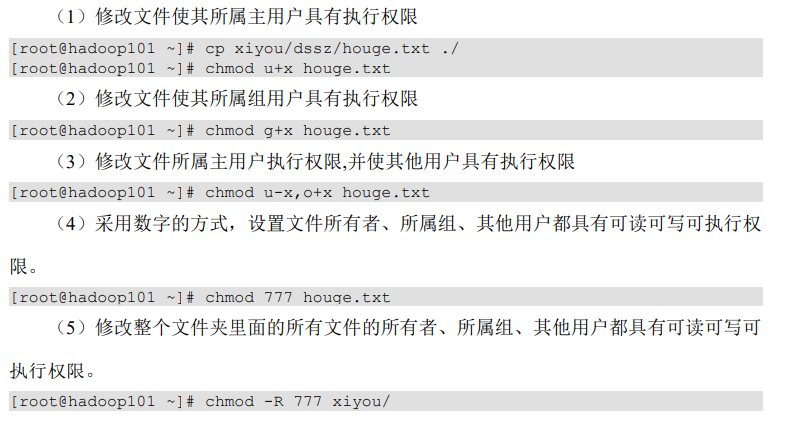 （1）修改文件使其所属主用户具有执行权限
[root@hadoop101 ~]# cp xiyou/dssz/houge.txt ./
[root@hadoop101 ~]# chmod u+x houge.txt
（2）修改文件使其所属组用户具有执行权限
[root@hadoop101 ~]# chmod g+x houge.txt
（3）修改文件所属主用户执行权限,并使其他用户具有执行权限
[root@hadoop101 ~]# chmod u-x,o+x houge.txt
（4）采用数字的方式，设置文件所有者、所属组、其他用户都具有可读可写可执行权
限。
[root@hadoop101 ~]# chmod 777 houge.txt
（5）修改整个文件夹里面的所有文件的所有者、所属组、其他用户都具有可读可写可
执行权限。
[root@hadoop101 ~]# chmod -R 777 xiyou/